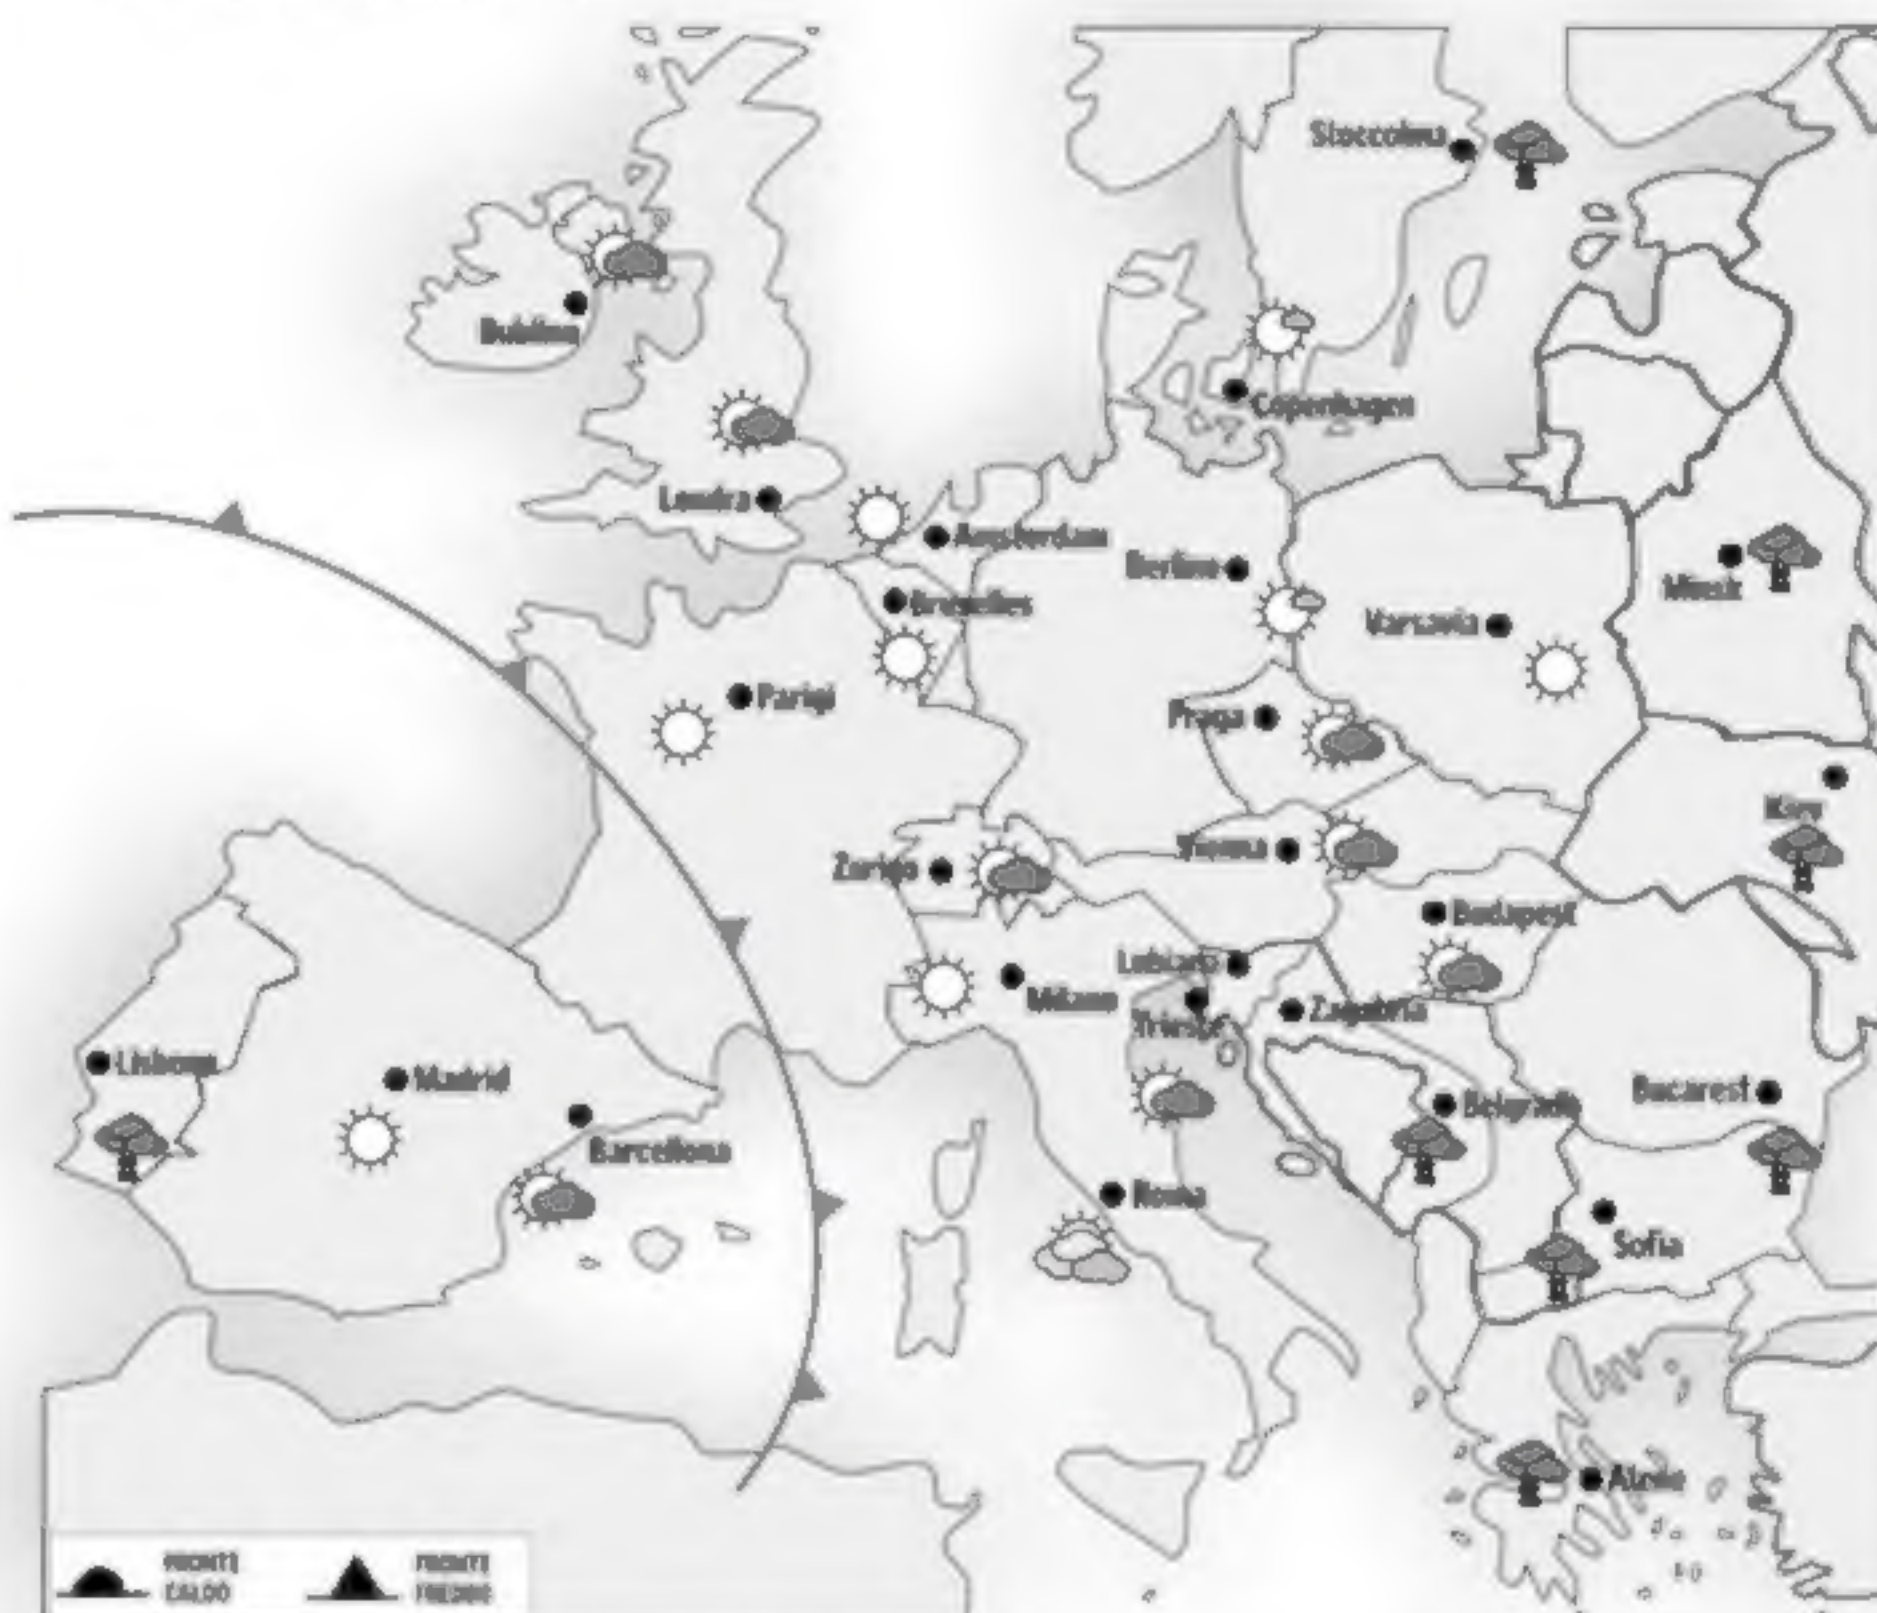 Stoccolma
Dublino
Copenhagen
Londra
Amsterdam
Berlino
Minsk
Bruxelles
Varsavia
Parigi
Praga
Kiev
Vienna
Zurigo
Budapest
Lubiana
Milano
Zagabria
Trieste
Lisbona
Madrid
Bucarest
Belgrado
Barcellona
Roma
Sofia
Atene
FRONTE
CALDO
FRONTE
FREDDO